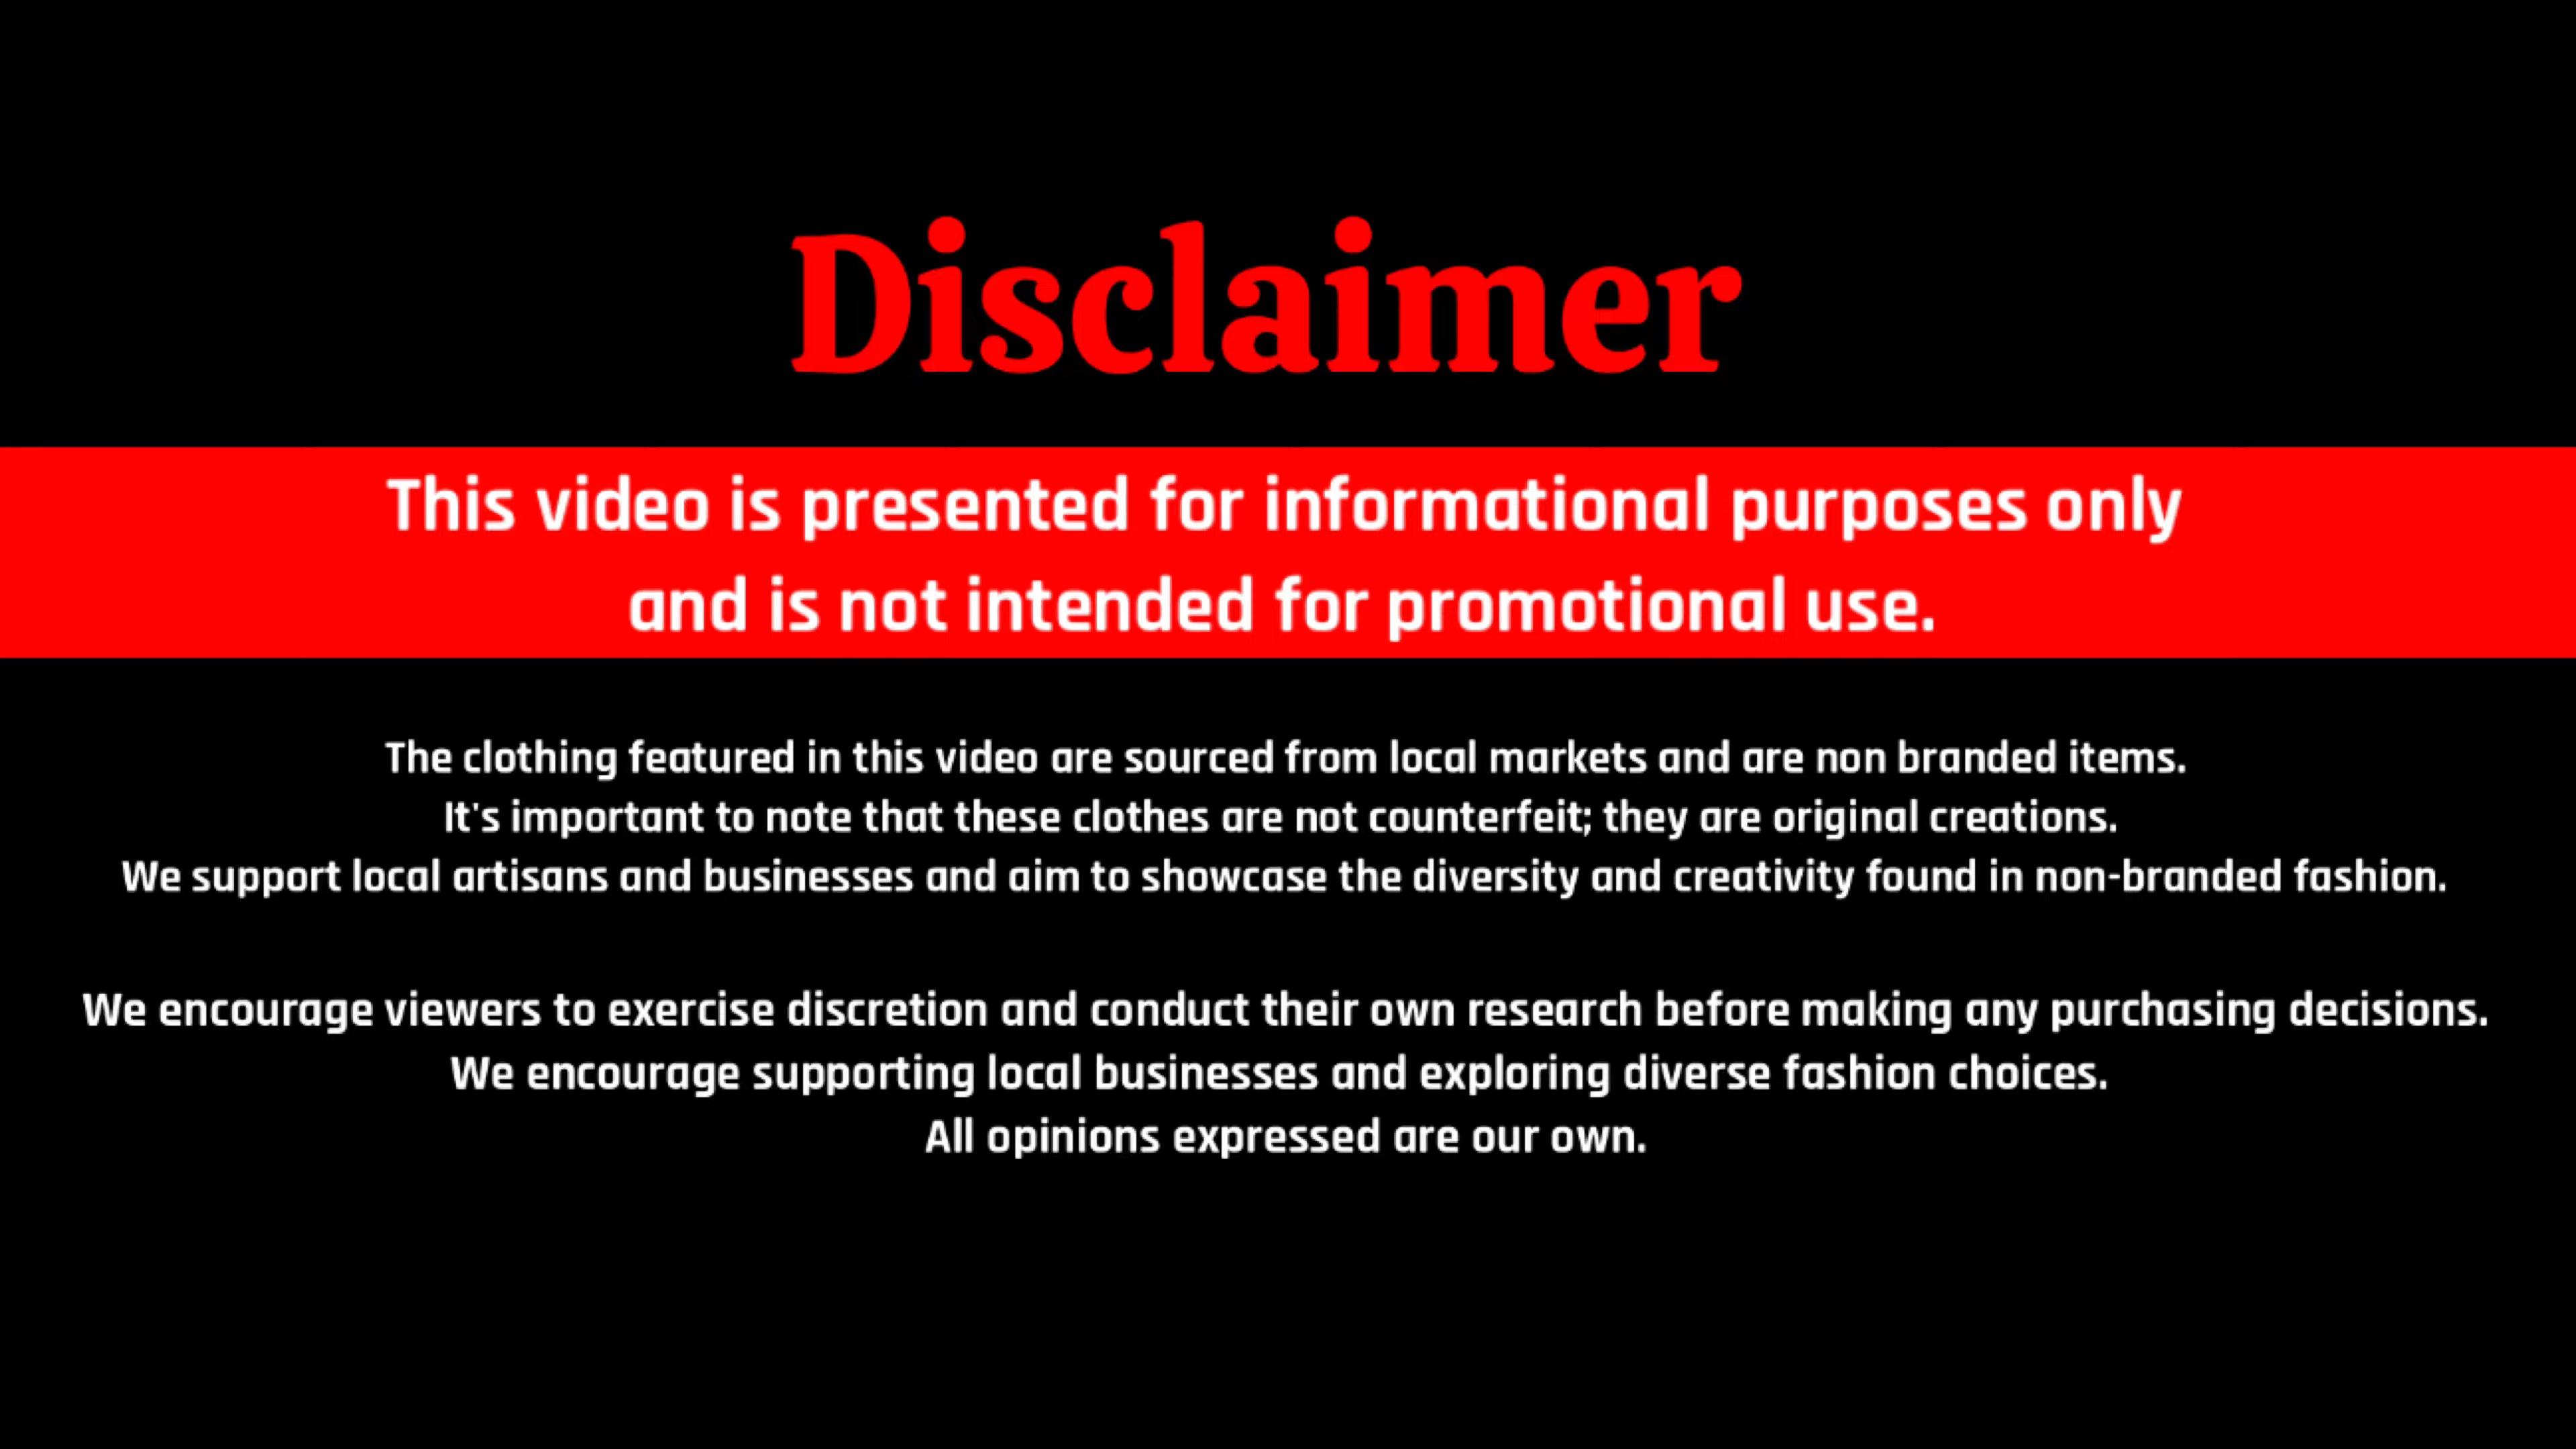 Disclaimer
This video is presented for informational purposes only
and is not intended for promotional use.
The clothing featured in this video are sourced from local markets and are non branded items.
It's important to note that these clothes are not counterfeit; they are original creations.
We support local artisans and businesses and aim to showcase the diversity and creativity found in non-branded fashion.
We encourage viewers to exercise discretion and conduct their own research before making any purchasing decisions.
We encourage supporting local businesses and exploring diverse fashion choices.
All opinions expressed are our own.